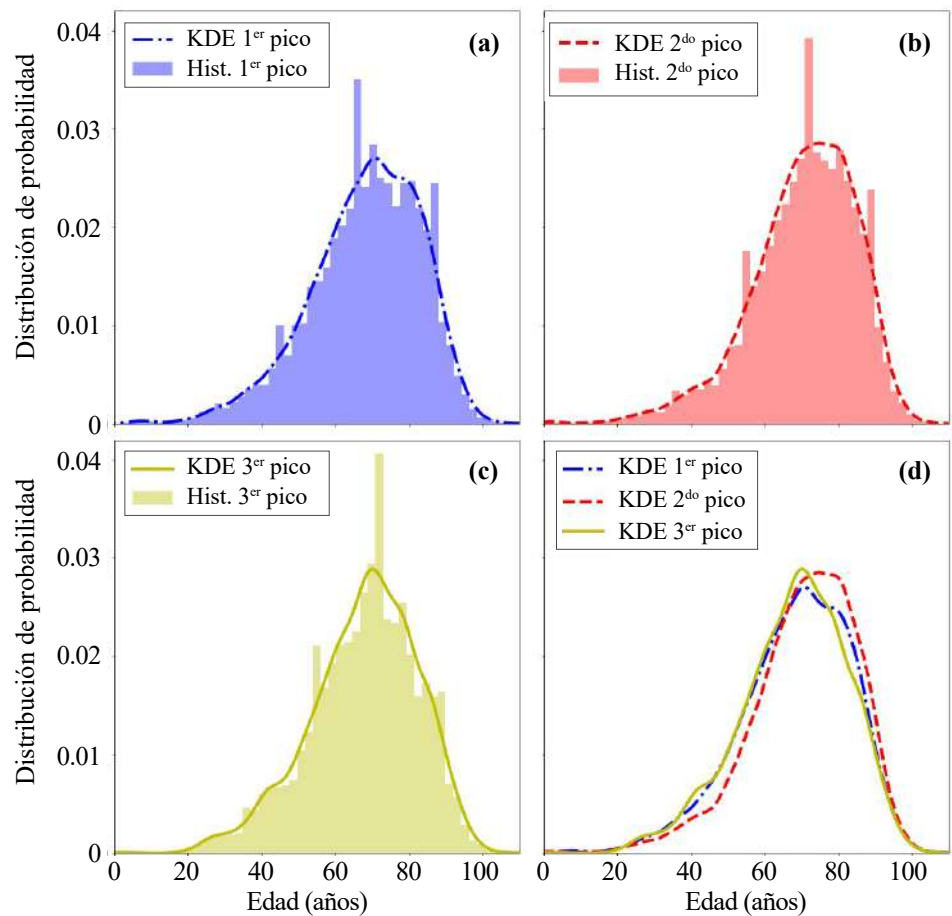 Distribución de probabilidad
0.04
0.03
0.02
0.01
0
KDE 1er pico
Hist. 1er pico
(a)
KDE 2do pico
Hist. 2do pico
(b)
Distribución de probabilidad
0.04
0.03
0.02
0.01
0
KDE 3er pico
Hist. 3er pico
(c)
KDE 1er pico
KDE 2do pico
KDE 3er pico
(d)
0 20 40 60 80 100
0 20 40 60 80 100
Edad (años)
Edad (años)